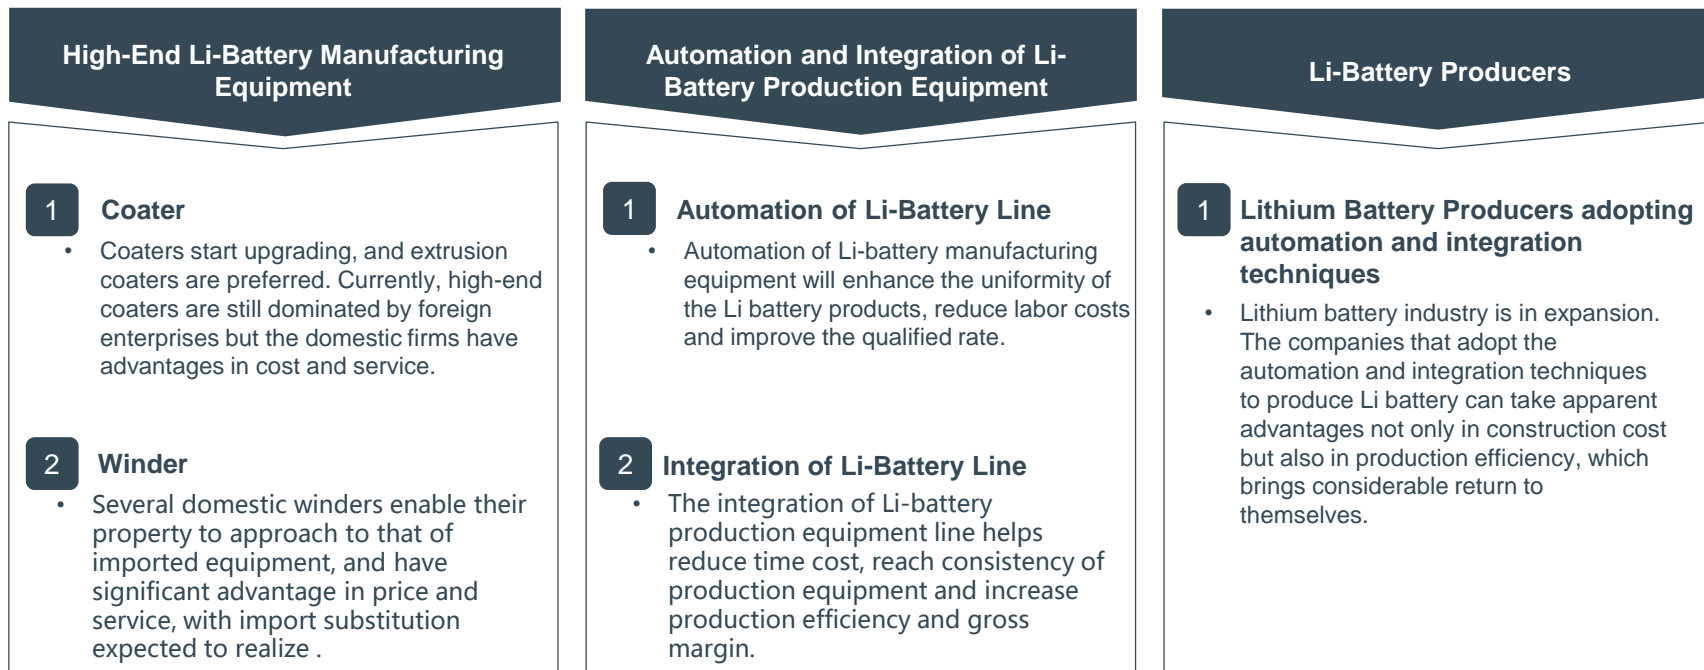 High-End Li-Battery Manufacturing
Equipment
1
Coater
• Coaters start upgrading, and extrusion
coaters are preferred. Currently, high-end
coaters are still dominated by foreign
enterprises but the domestic firms have
advantages in cost and service.
2
Winder
• Several domestic winders enable their
property to approach to that of
imported equipment, and have
significant advantage in price and
service, with import substitution
expected to realize .
Automation and Integration of Li-
Battery Production Equipment
1
Automation of Li-Battery Line
• Automation of Li-battery manufacturing
equipment will enhance the uniformity of
the Li battery products, reduce labor costs
and improve the qualified rate.
2
Integration of Li-Battery Line
• The integration of Li-battery
production equipment line helps
reduce time cost, reach consistency of
production equipment and increase
production efficiency and gross
margin.
Li-Battery Producers
1
Lithium Battery Producers adopting
automation and integration
techniques
• Lithium battery industry is in expansion.
The companies that adopt the
automation and integration techniques
to produce Li battery can take apparent
advantages not only in construction cost
but also in production efficiency, which
brings considerable return to
themselves.